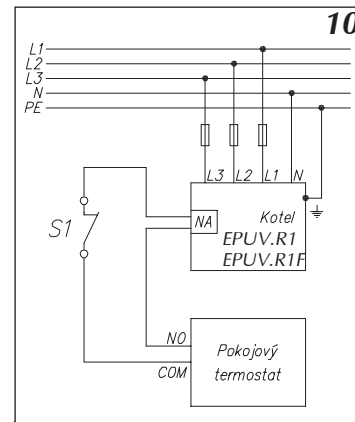 10
L1
L2
L3
N
PE
L3 L2 L1 N
S1
NA
Kotel
EPUV.R1
EPUV.R1F
NO
COM
Pokojový
termostat